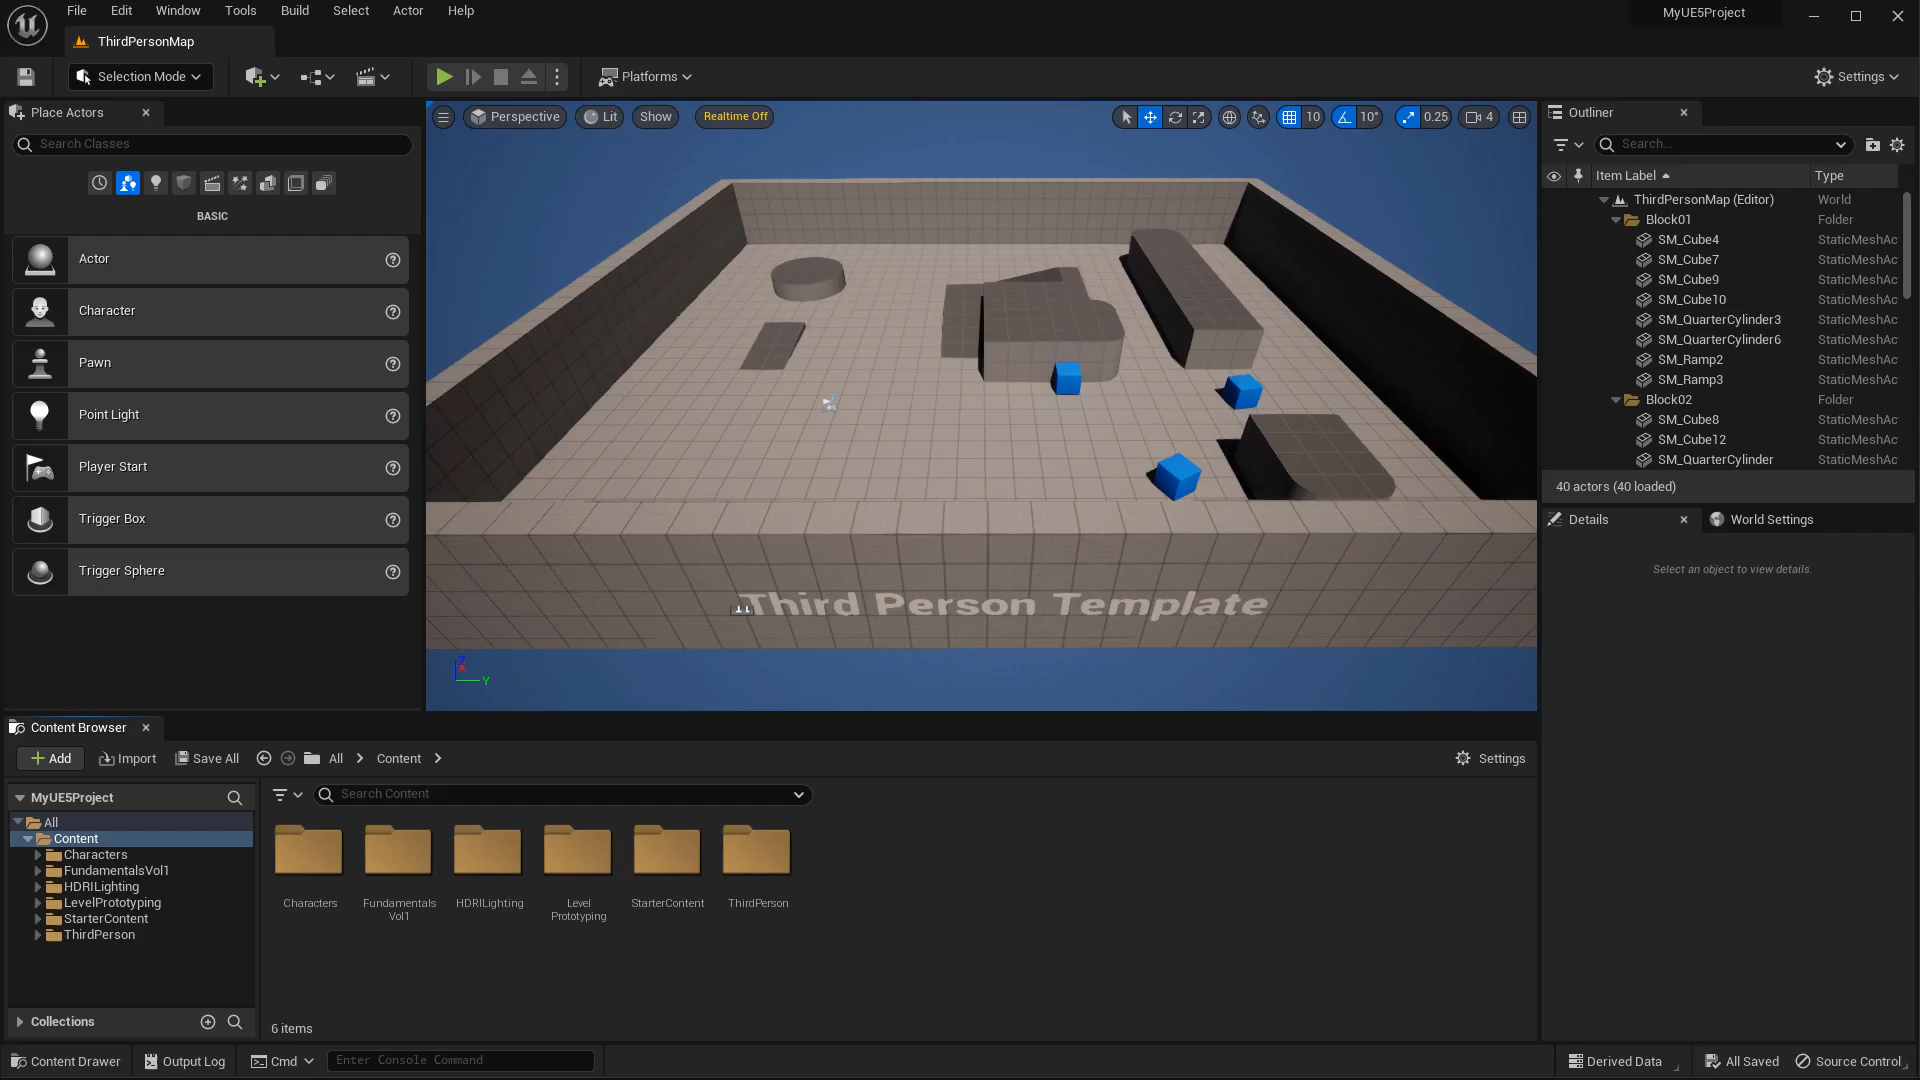 File Edit Window Tools Build Select Actor Help
MyUE5Project
ThirdPersonMap
Selection Mode
Platforms
Settings
Place Actors
Search Classes
BASIC
Actor
Character
Pawn
Point Light
Player Start
Trigger Box
Trigger Sphere
Perspective Lit Show Realtime Off
10 10° 0.25 4
Third Person Template
Z
Y
Outliner
Search...
Item Label Type
ThirdPersonMap (Editor) World
Block01 Folder
SM_Cube4 StaticMeshAc
SM_Cube7 StaticMeshAc
SM_Cube9 StaticMeshAc
SM_Cube10 StaticMeshAc
SM_QuarterCylinder3 StaticMeshAc
SM_QuarterCylinder6 StaticMeshAc
SM_Ramp2 StaticMeshAc
SM_Ramp3 StaticMeshAc
Block02 Folder
SM_Cube8 StaticMeshAc
SM_Cube12 StaticMeshAc
SM_QuarterCylinder StaticMeshAc
40 actors (40 loaded)
Details World Settings
Select an object to view details.
Content Browser
Add Import Save All All Content Settings
MyUE5Project
All
Content
Characters
FundamentalsVol1
HDRILighting
LevelPrototyping
StarterContent
ThirdPerson
Collections
Search Content
Characters
Fundamentals
Vol1
HDRILighting
Level
Prototyping
StarterContent
ThirdPerson
6 items
Content Drawer Output Log Cmd Enter Console Command Derived Data All Saved Source Control